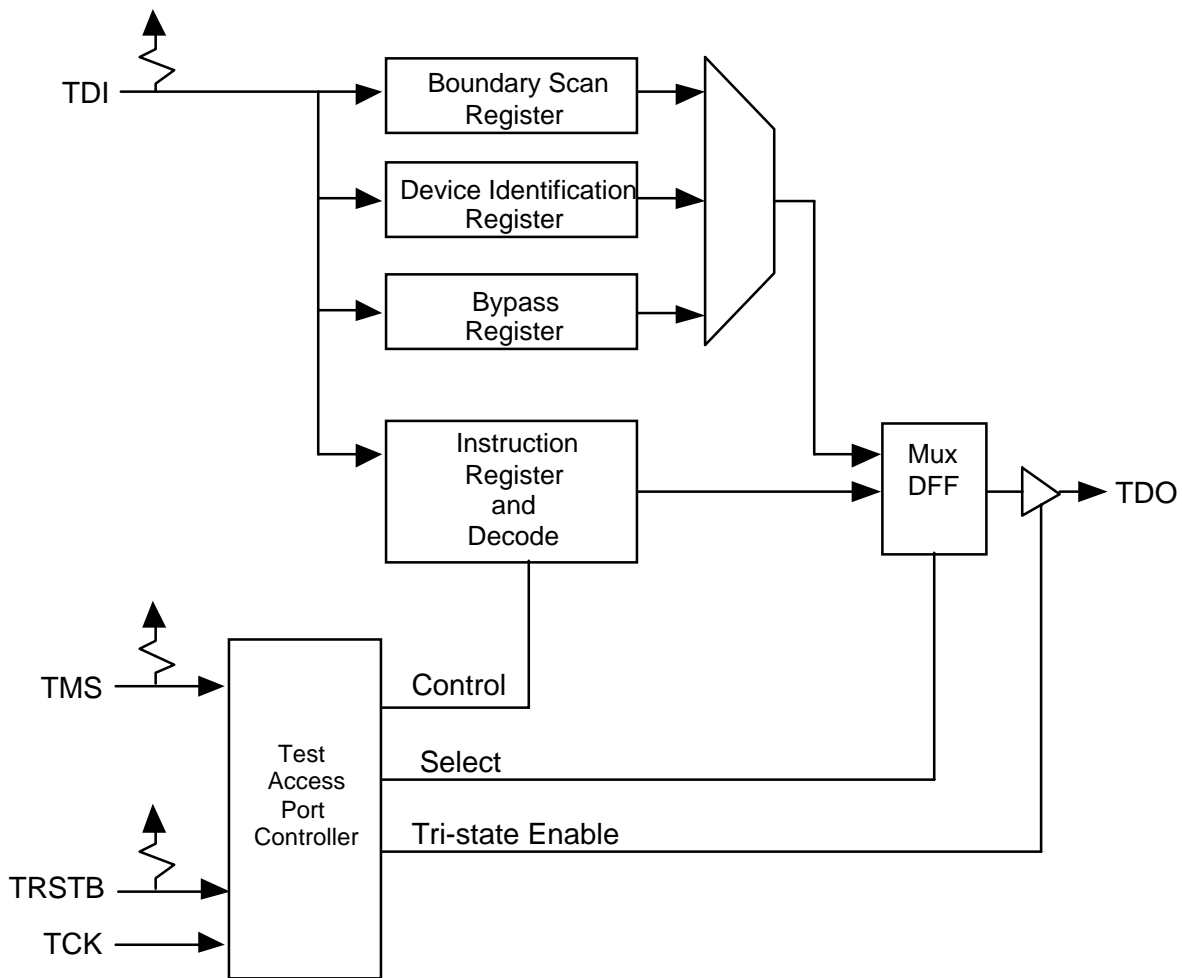 TDI
Boundary Scan
Register
Device Identification
Register
Bypass
Register
Instruction
Register
and
Decode
Mux
DFF
TDO
TMS
Control
Test
Access
Port
Controller
Select
Tri-state Enable
TRSTB
TCK